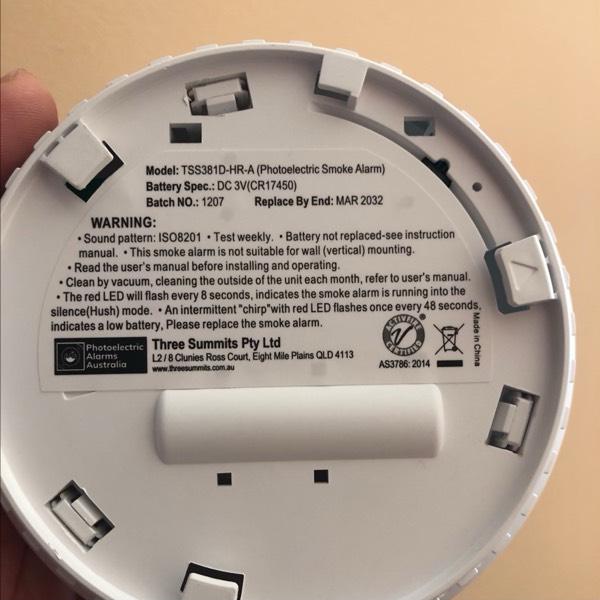 Model: TSS381D-HR-A (Photoelectric Smoke Alarm)
Battery Spec.: DC 3V(CR17450)
Batch NO.: 1207 Replace By End: MAR 2032
WARNING:
• Sound pattern: ISO8201 • Test weekly. • Battery not replaced-see instruction
manual. • This smoke alarm is not suitable for wall (vertical) mounting.
• Read the user's manual before installing and operating.
• Clean by vacuum, cleaning the outside of the unit each month, refer to user's manual.
• The red LED will flash every 8 seconds, indicates the smoke alarm is running into the
silence(Hush) mode. • An intermittent "chirp"with red LED flashes once every 48 seconds,
indicates a low battery, Please replace the smoke alarm.
Photoelectric
Alarms
Australia
Three Summits Pty Ltd
L2 / 8 Clunies Ross Court, Eight Mile Plains QLD 4113
www.threesummits.com.au
AS3786: 2014
Made in China